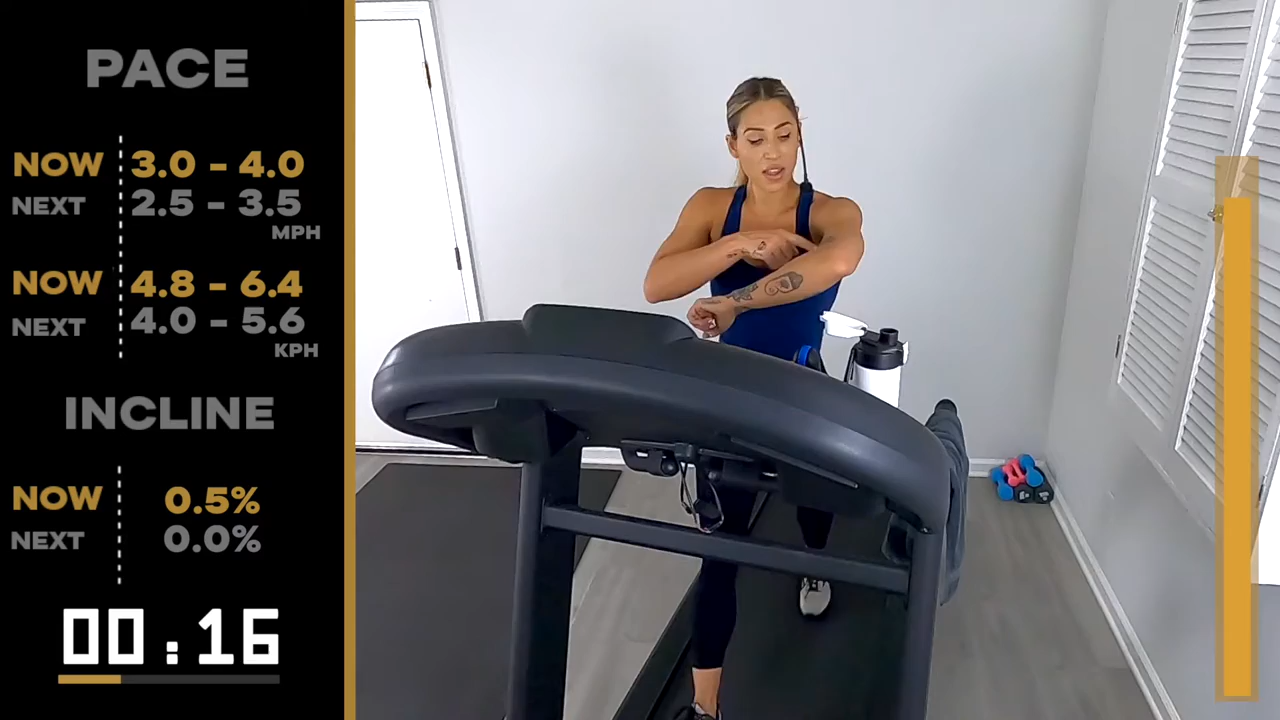 PACE
NOW 3.0 - 4.0
NEXT 2.5 - 3.5
MPH
NOW 4.8 - 6.4
NEXT 4.0 - 5.6
KPH
INCLINE
NOW 0.5%
NEXT 0.0%
00:16